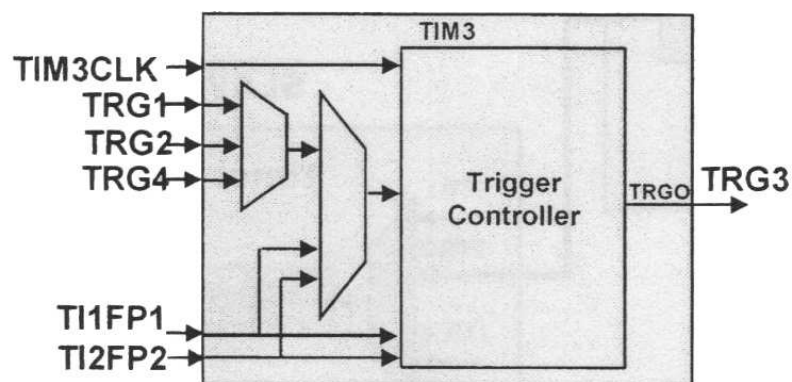 TIM3
TIM3CLK
TRG1
TRG2
TRG4
Trigger
Controller
TRGO
TRG3
TI1FP1
TI2FP2